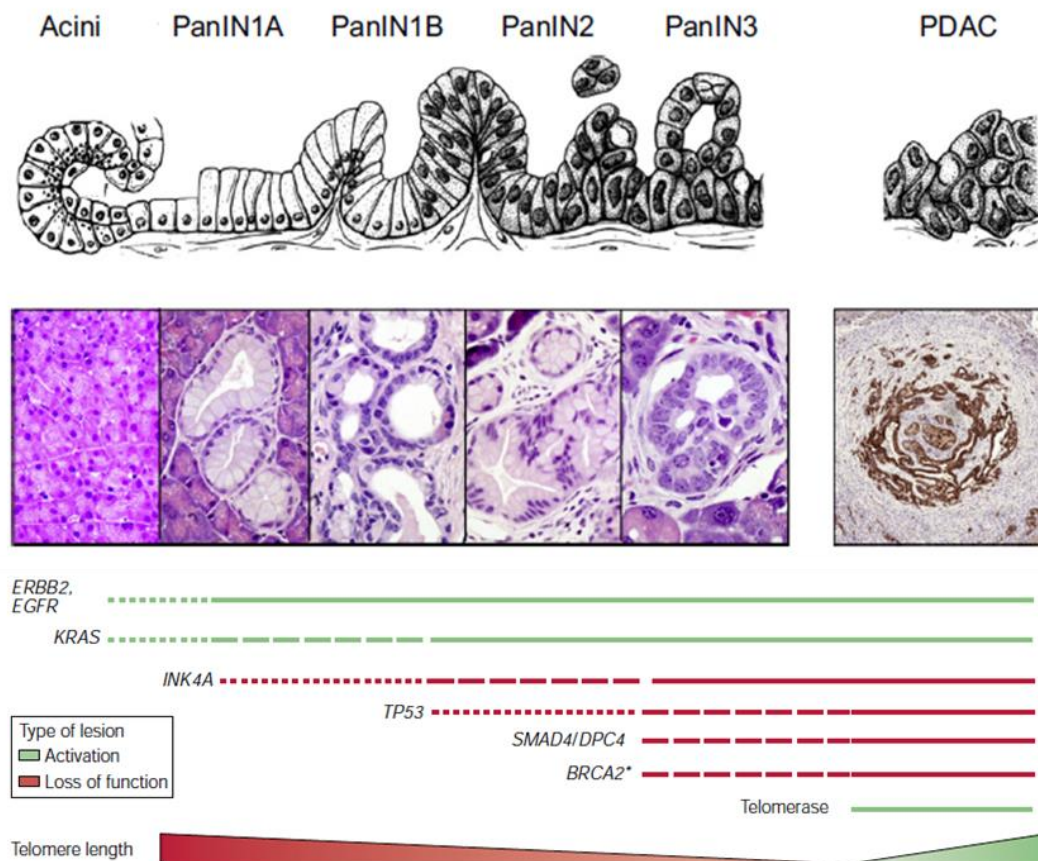 Acini PanIN1A PanIN1B PanIN2 PanIN3 PDAC
ERBB2,
EGFR
KRAS
INK4A
TP53
SMAD4/DPC4
BRCA2*
Telomerase
Type of lesion
Activation
Loss of function
Telomere length